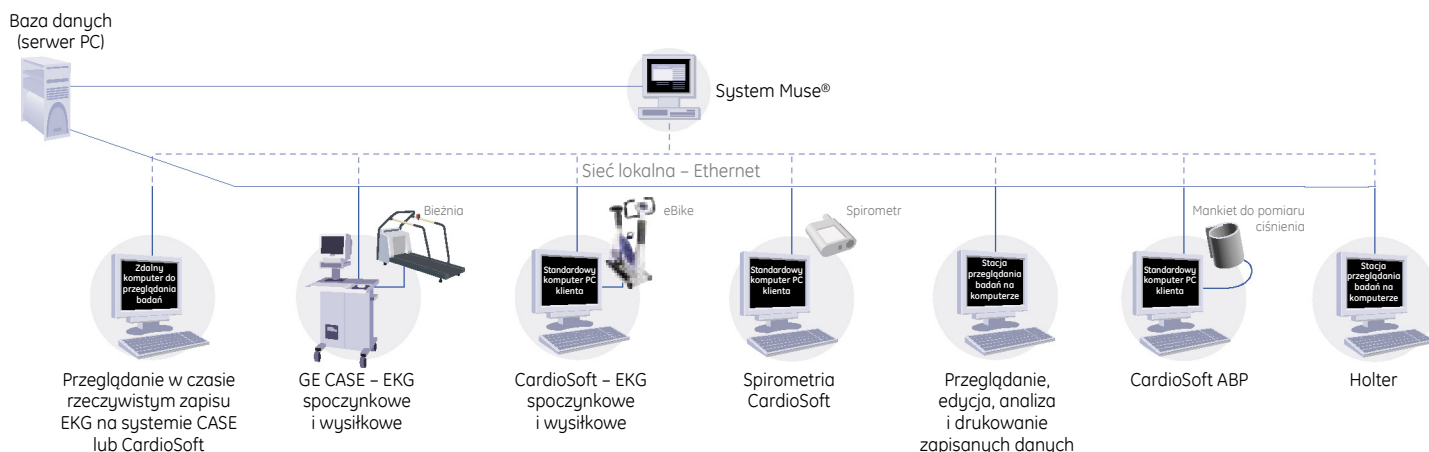 Baza danych
(serwer PC)
System Muse®
Sieć lokalna – Ethernet
Bieżnia
eBike
Spirometr
Mankiet do pomiaru
ciśnienia
Zdalny
komputer do
przeglądania
badań
Standardowy
komputer PC
klienta
Standardowy
komputer PC
klienta
Stacja
przeglądania
badań na
komputerze
Standardowy
komputer PC
klienta
Stacja
przeglądania
badań na
komputerze
Przeglądanie w czasie
rzeczywistym zapisu
EKG na systemie CASE
lub CardioSoft
GE CASE – EKG
spoczynkowe
i wysiłkowe
CardioSoft – EKG
spoczynkowe
i wysiłkowe
Spirometria
CardioSoft
Przeglądanie,
edycja, analiza
i drukowanie
zapisanych danych
CardioSoft ABP
Holter